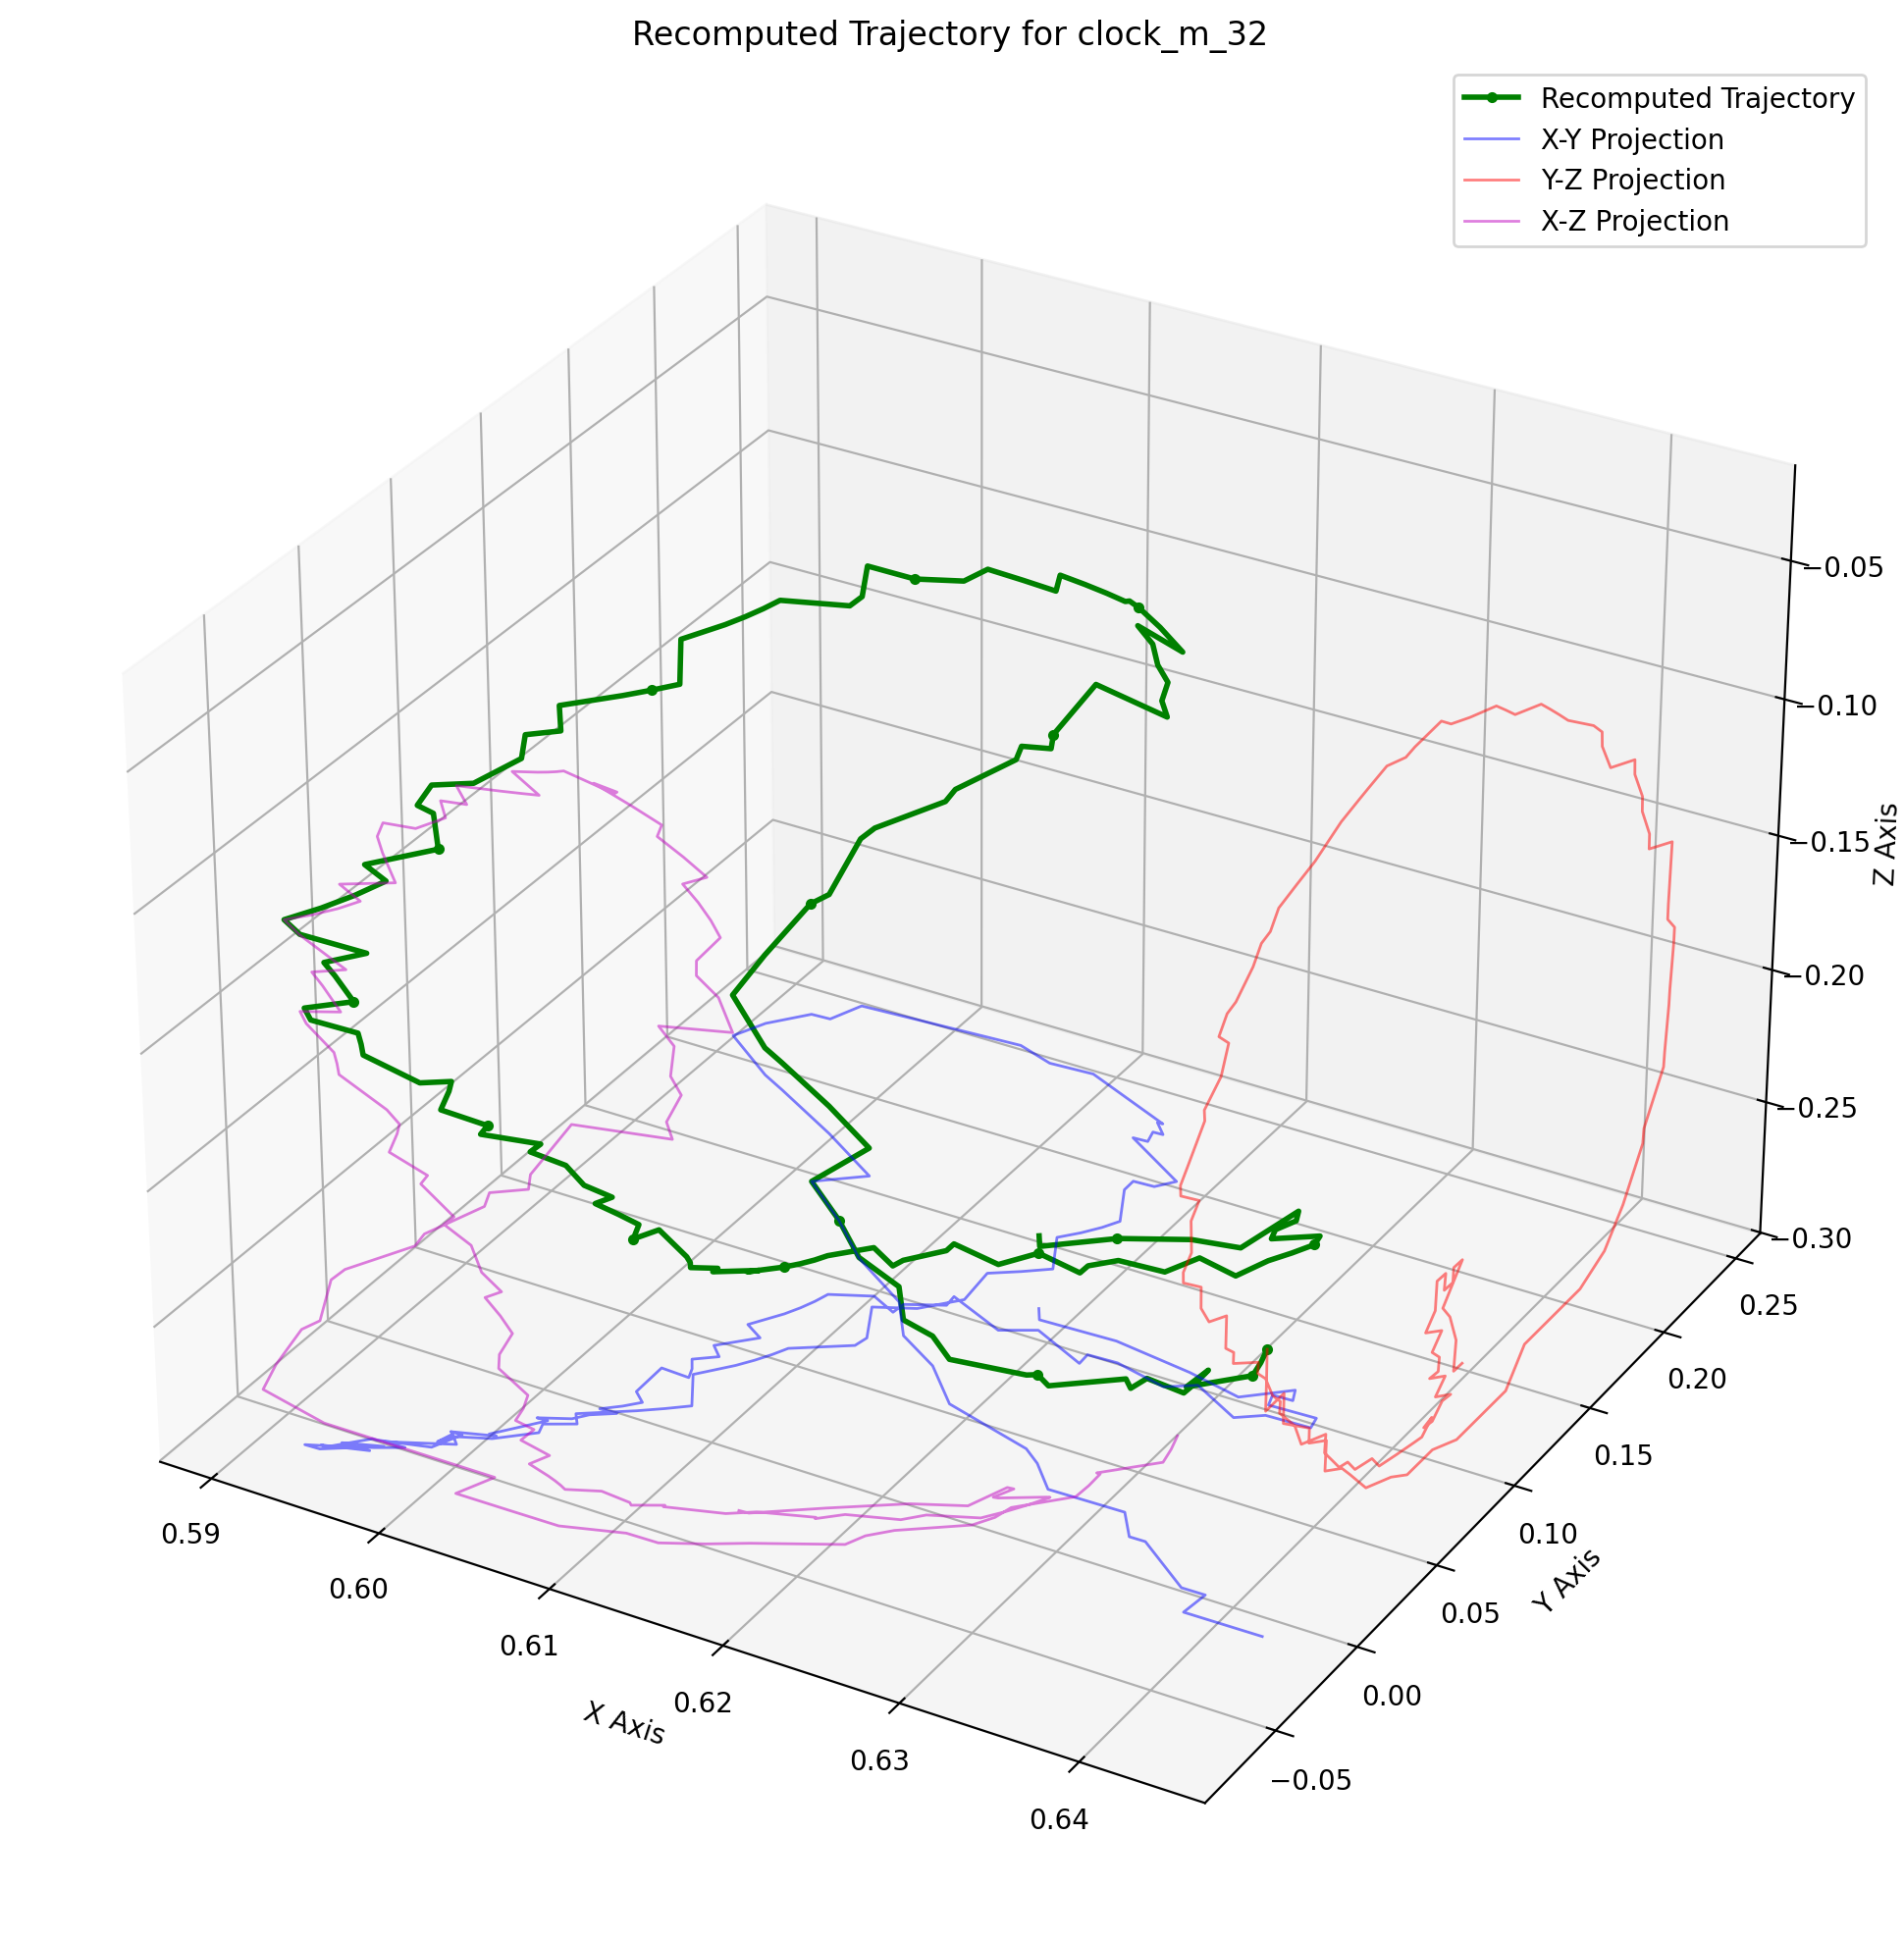 Recomputed Trajectory for clock_m_32
Recomputed Trajectory
X-Y Projection
Y-Z Projection
X-Z Projection
−0.05
−0.10
−0.15
−0.20
−0.25
−0.30
Z Axis
0.25
0.20
0.15
0.10
0.05
0.00
−0.05
Y Axis
0.59
0.60
0.61
0.62
0.63
0.64
X Axis